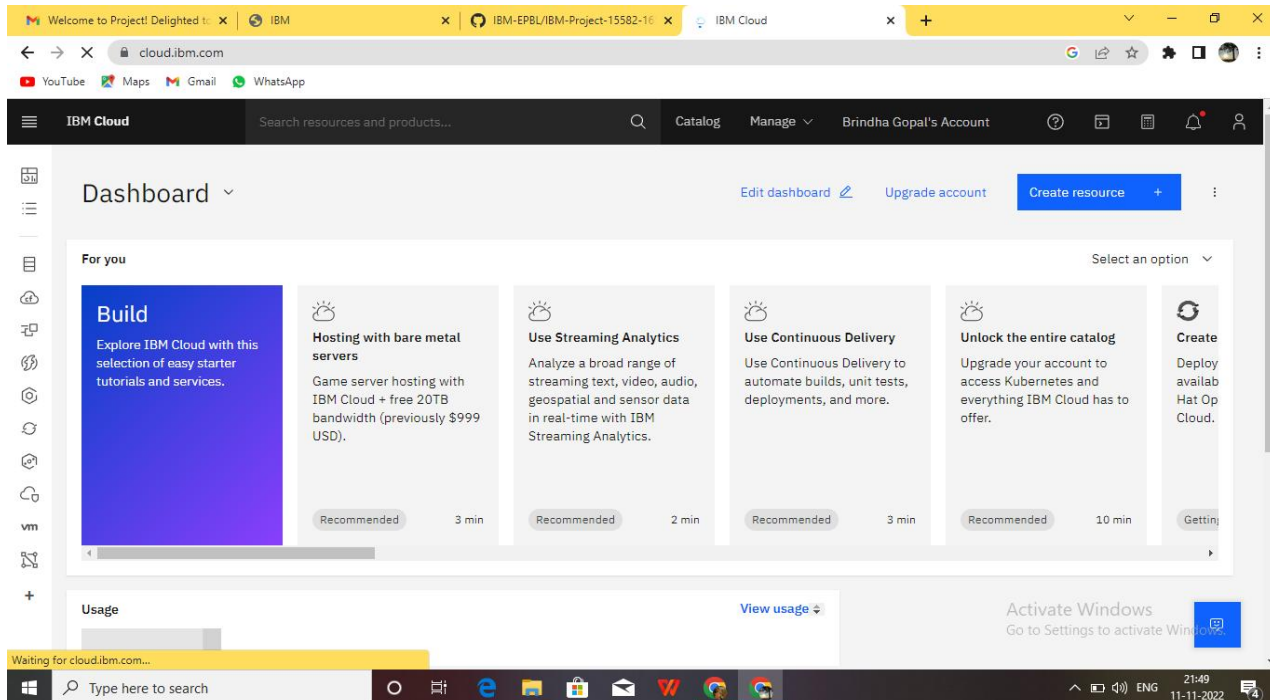 Welcome to Project! Delighted to
IBM
IBM-EPBL/IBM-Project-15582-16
IBM Cloud
cloud.ibm.com
YouTube Maps Gmail WhatsApp
IBM Cloud
Search resources and products...
Catalog Manage Brindha Gopal's Account
Dashboard
Edit dashboard Upgrade account Create resource +
For you
Select an option
Build
Explore IBM Cloud with this
selection of easy starter
tutorials and services.
Hosting with bare metal
servers
Game server hosting with
IBM Cloud + free 20TB
bandwidth (previously $999
USD).
Recommended 3 min
Use Streaming Analytics
Analyze a broad range of
streaming text, video, audio,
geospatial and sensor data
in real-time with IBM
Streaming Analytics.
Recommended 2 min
Use Continuous Delivery
Use Continuous Delivery to
automate builds, unit tests,
deployments, and more.
Recommended 3 min
Unlock the entire catalog
Upgrade your account to
access Kubernetes and
everything IBM Cloud has to
offer.
Recommended 10 min
Create
Deploy
availab
Hat Op
Cloud.
Gettin
vm
Usage
View usage
Activate Windows
Go to Settings to activate Windows.
Waiting for cloud.ibm.com...
Type here to search
ENG
21:49
11-11-2022